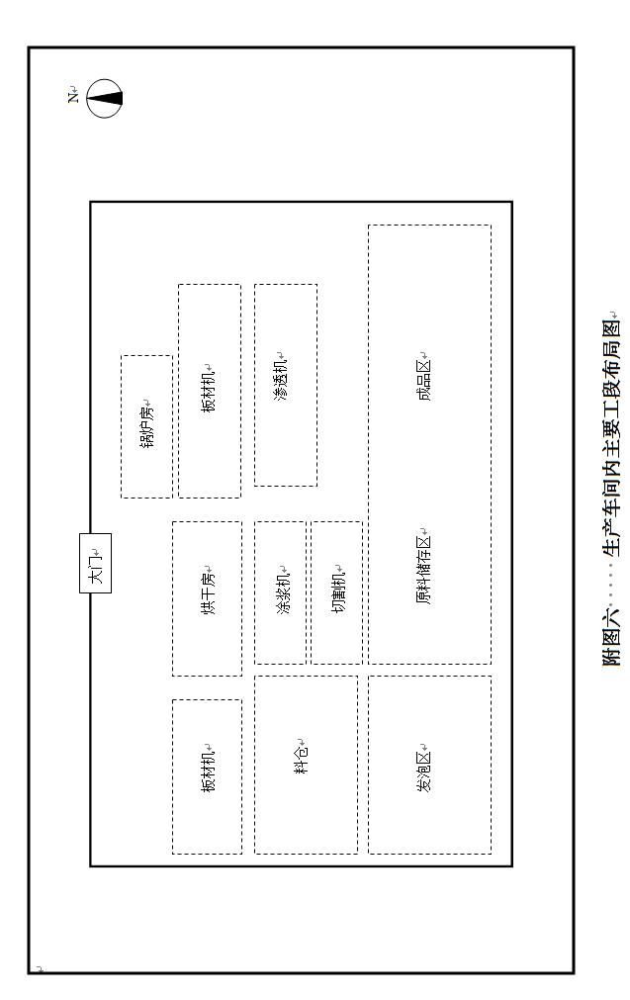 N
大门
锅炉房
板材机
渗透机
成品区
烘干房
涂浆机
切割机
原料储存区
板材机
料仓
发泡区
附图六····· 生产车间内主要工段布局图